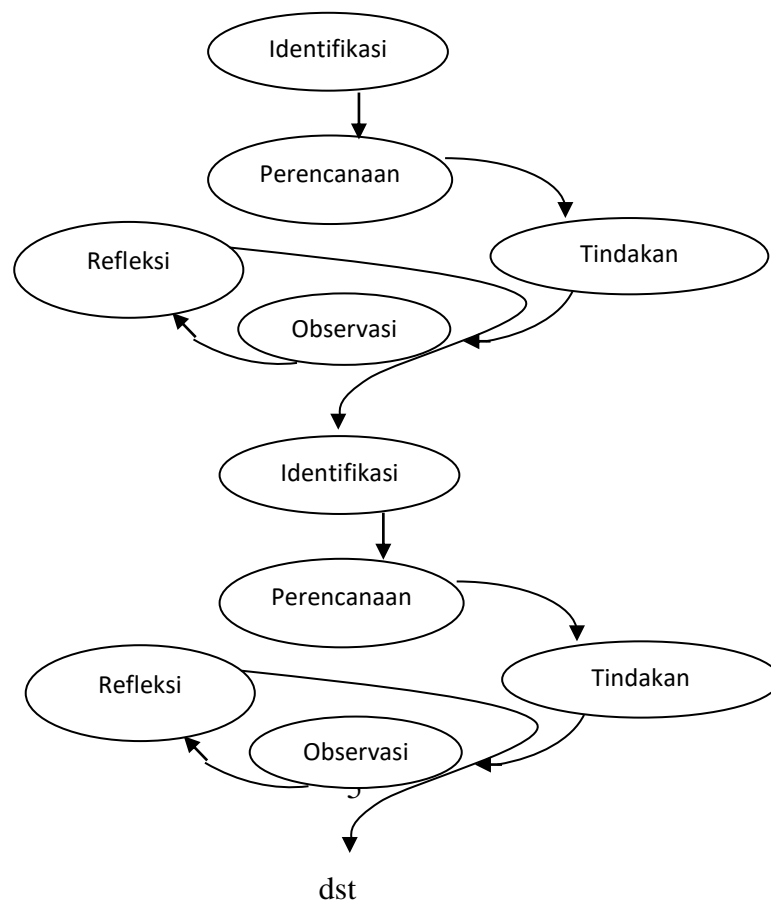 Identifikasi
Perencanaan
Tindakan
Refleksi
Observasi
Identifikasi
Perencanaan
Tindakan
Refleksi
Observasi
dst